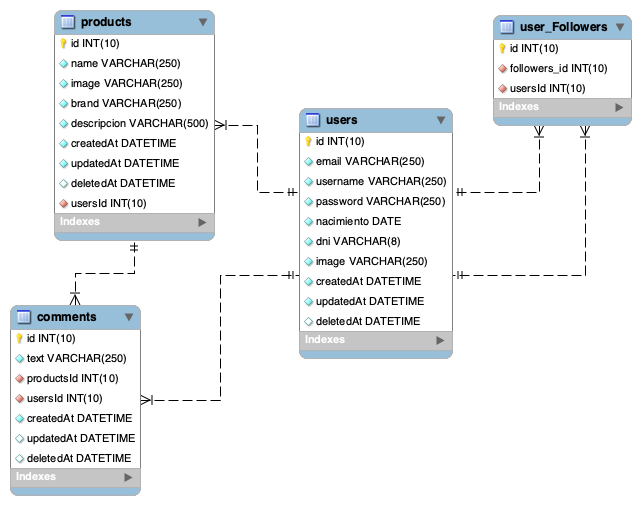 products
id INT(10)
name VARCHAR(250)
image VARCHAR(250)
brand VARCHAR(250)
descripcion VARCHAR(500)
createdAt DATETIME
updatedAt DATETIME
deletedAt DATETIME
usersId INT(10)
Indexes
comments
id INT(10)
text VARCHAR(250)
productsId INT(10)
usersId INT(10)
createdAt DATETIME
updatedAt DATETIME
deletedAt DATETIME
Indexes
users
id INT(10)
email VARCHAR(250)
username VARCHAR(250)
password VARCHAR(250)
nacimiento DATE
dni VARCHAR(8)
image VARCHAR(250)
createdAt DATETIME
updatedAt DATETIME
deletedAt DATETIME
Indexes
user_Followers
id INT(10)
followers_id INT(10)
usersId INT(10)
Indexes